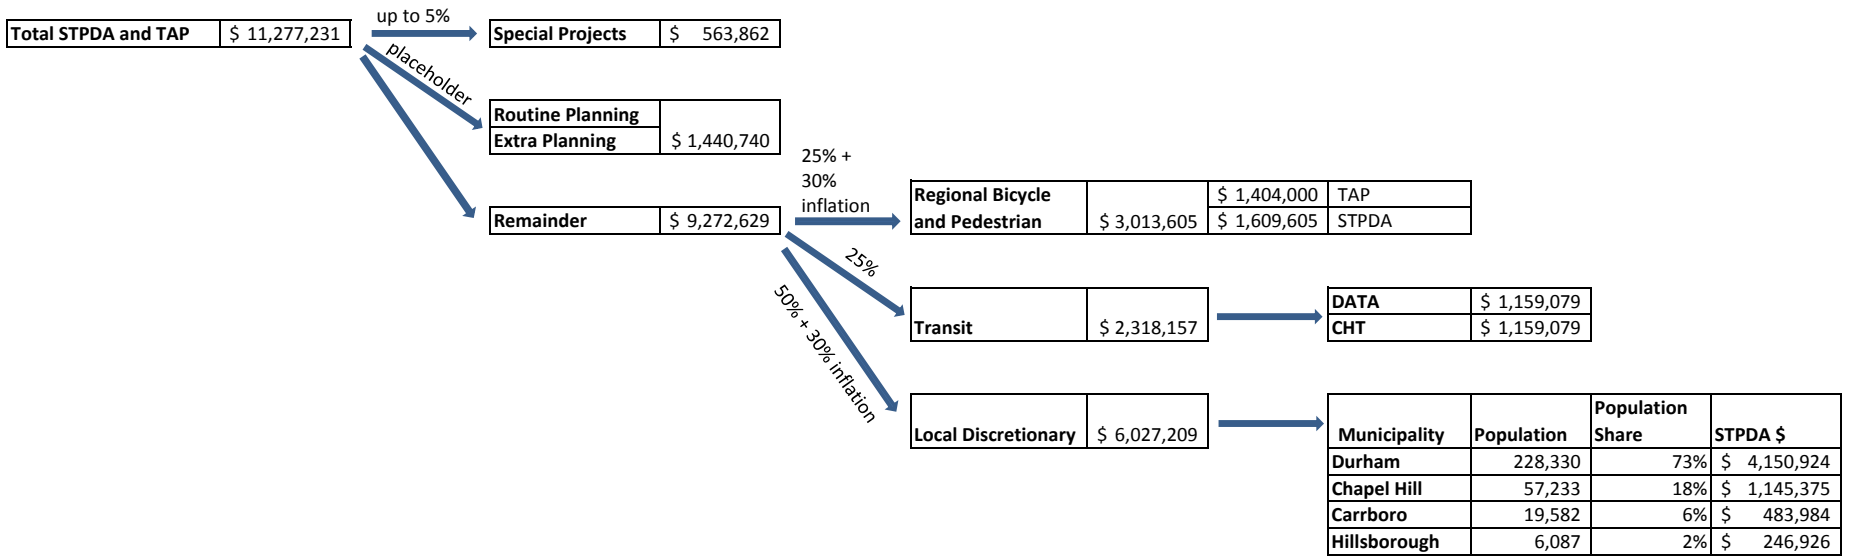 up to 5%
Total STPDA and TAP $ 11,277,231
Special Projects $ 563,862
placeholder
Routine Planning
Extra Planning $ 1,440,740
25% +
30%
inflation
Remainder $ 9,272,629
Regional Bicycle
and Pedestrian $ 3,013,605
$ 1,404,000 TAP
$ 1,609,605 STPDA
25%
Transit $ 2,318,157
DATA $ 1,159,079
CHT $ 1,159,079
50% + 30% inflation
Local Discretionary $ 6,027,209
Municipality Population Population Share STPDA $
Durham 228,330 73% $ 4,150,924
Chapel Hill 57,233 18% $ 1,145,375
Carrboro 19,582 6% $ 483,984
Hillsborough 6,087 2% $ 246,926